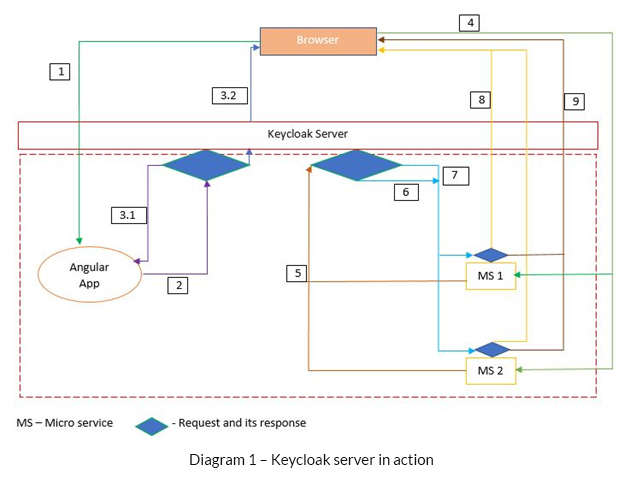 4
Browser
1
3.2
8
9
Keycloak Server
7
6
3.1
Angular
App
2
5
MS 1
MS 2
MS – Micro service
- Request and its response
Diagram 1 – Keycloak server in action